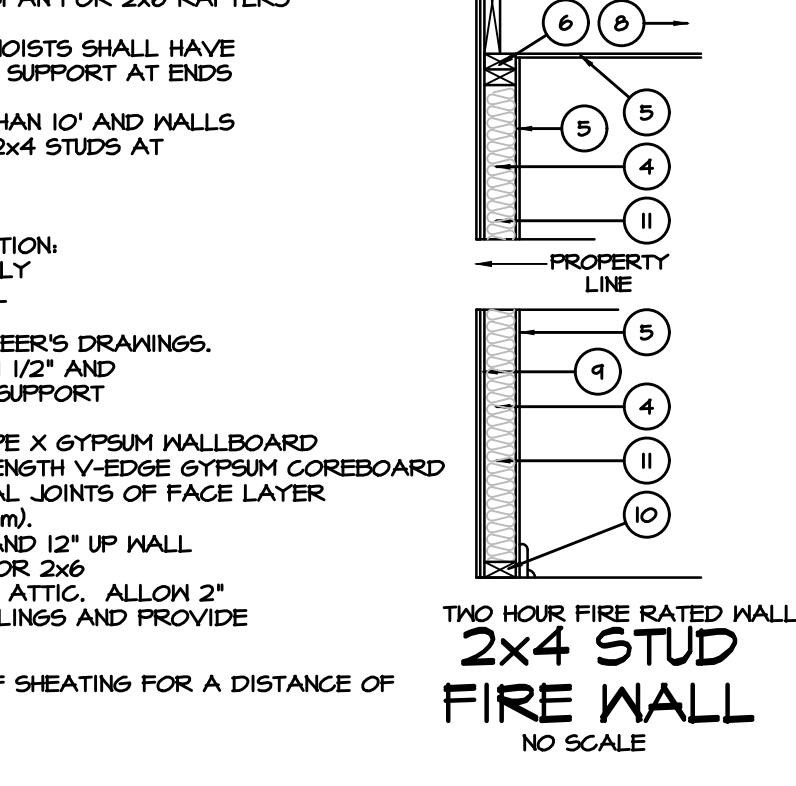 SPAN FOR 2x6 RAFTERS
JOISTS SHALL HAVE
SUPPORT AT ENDS
THAN 10' AND WALLS
2x4 STUDS AT
TION:
LY
EER'S DRAWINGS.
1 1/2" AND
SUPPORT
PE X GYPSUM WALLBOARD
ENGTH V-EDGE GYPSUM COREBOARD
AL JOINTS OF FACE LAYER
m).
AND 12" UP WALL
OR 2x6
ATTIC. ALLOW 2"
LINGS AND PROVIDE
F SHEATING FOR A DISTANCE OF
6 8
5
5
4
11
PROPERTY
LINE
5
9
4
11
10
TWO HOUR FIRE RATED WALL
2x4 STUD
FIRE WALL
NO SCALE